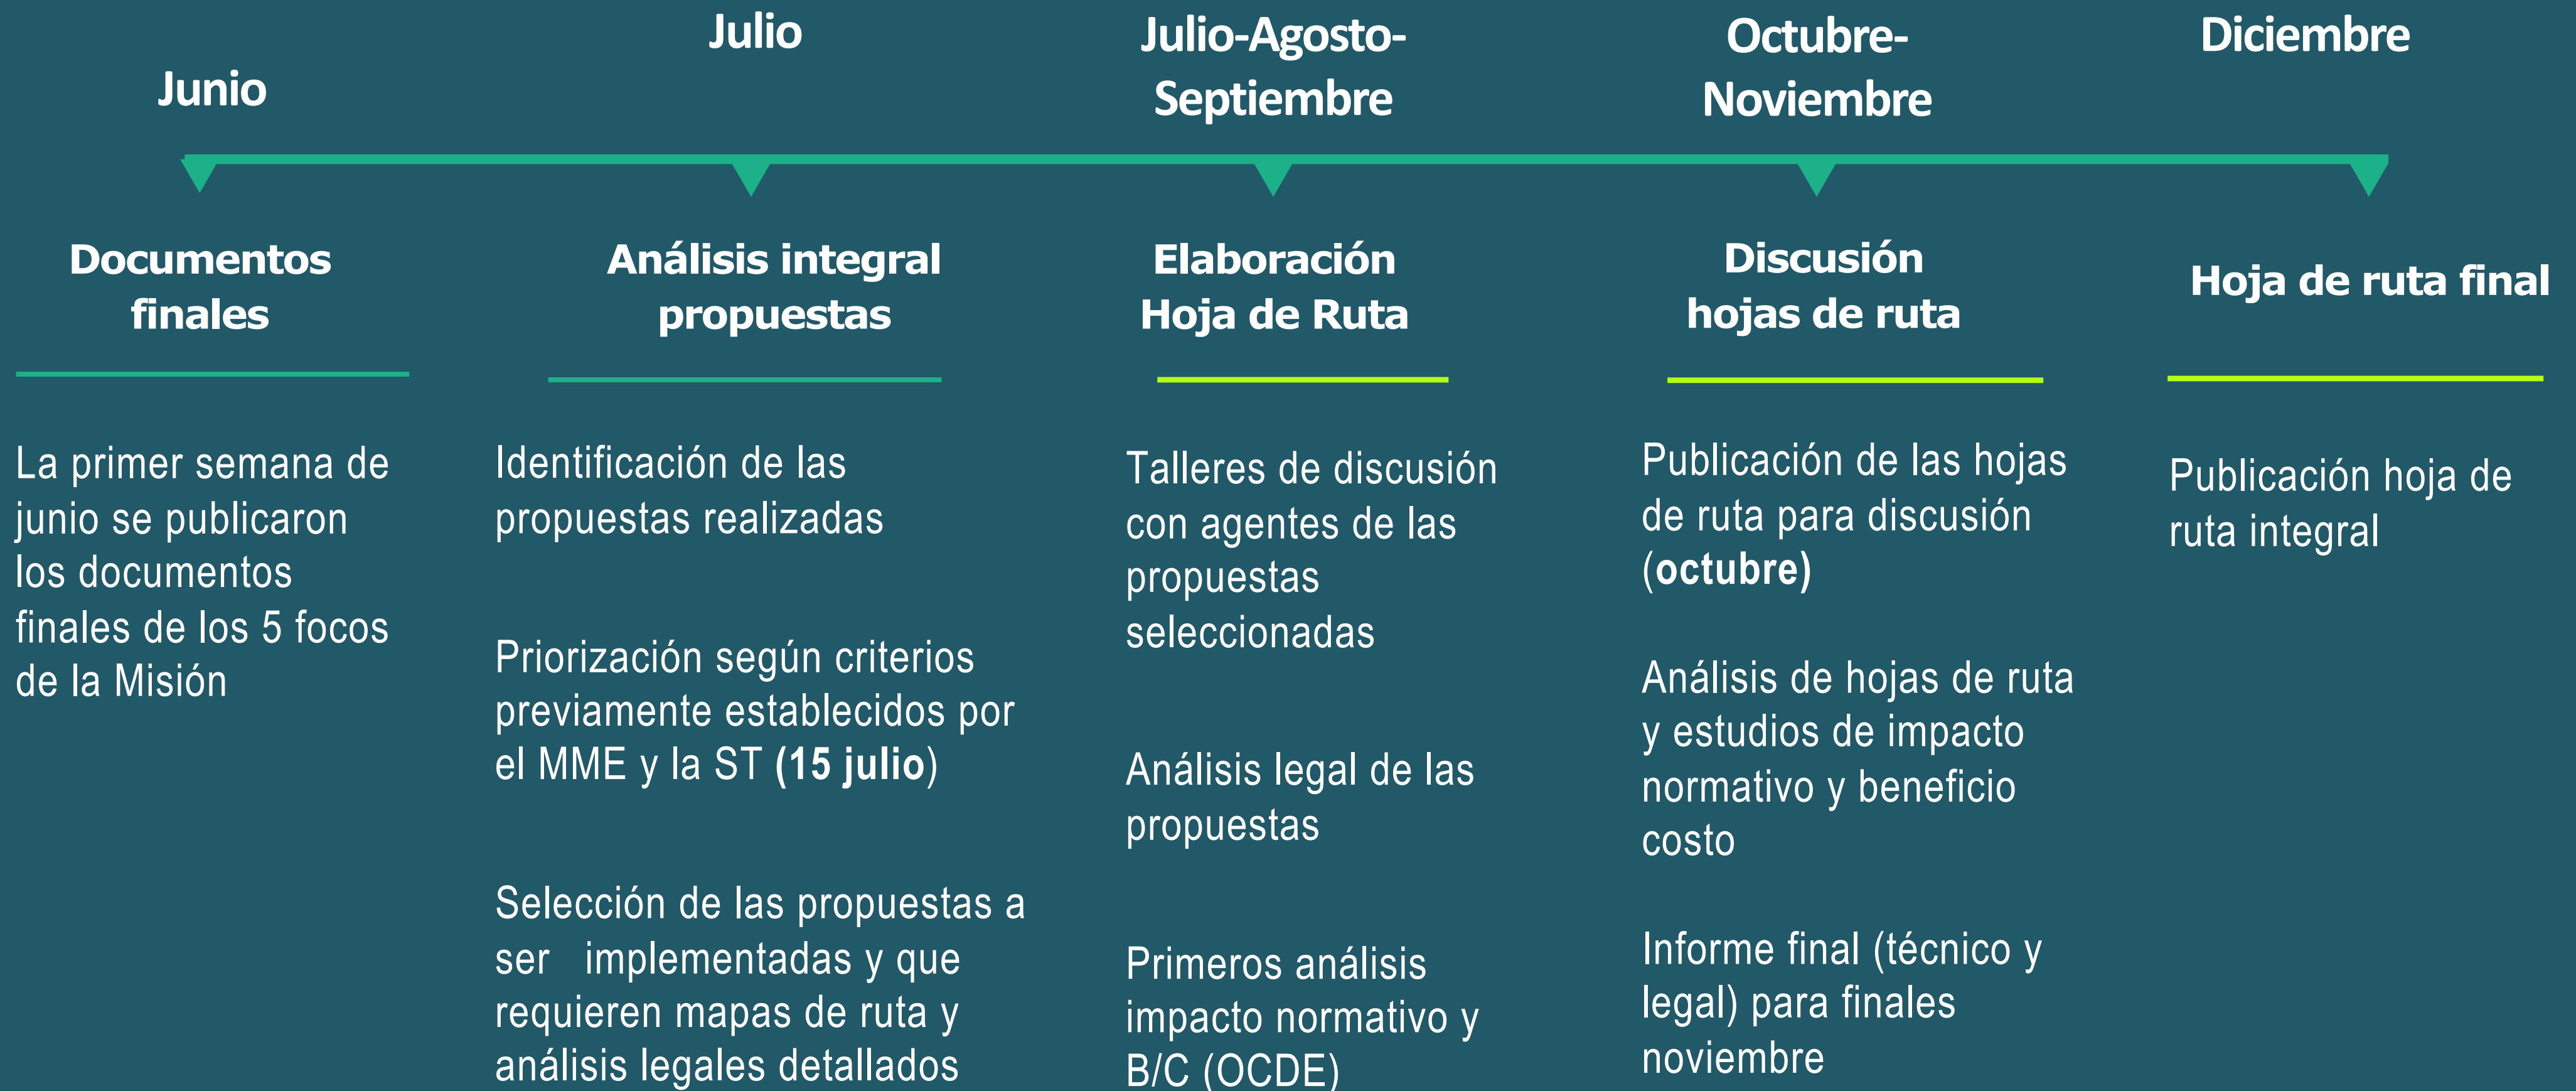 Junio
Julio
Julio-Agosto-
Septiembre
Octubre-
Noviembre
Diciembre
Documentos
finales
Análisis integral
propuestas
Elaboración
Hoja de Ruta
Discusión
hojas de ruta
Hoja de ruta final
La primer semana de
junio se publicaron
los documentos
finales de los 5 focos
de la Misión
Identificación de las
propuestas realizadas
Priorización según criterios
previamente establecidos por
el MME y la ST (15 julio)
Selección de las propuestas a
ser implementadas y que
requieren mapas de ruta y
análisis legales detallados
Talleres de discusión
con agentes de las
propuestas
seleccionadas
Análisis legal de las
propuestas
Primeros análisis
impacto normativo y
B/C (OCDE)
Publicación de las hojas
de ruta para discusión
(octubre)
Análisis de hojas de ruta
y estudios de impacto
normativo y beneficio
costo
Informe final (técnico y
legal) para finales
noviembre
Publicación hoja de
ruta integral